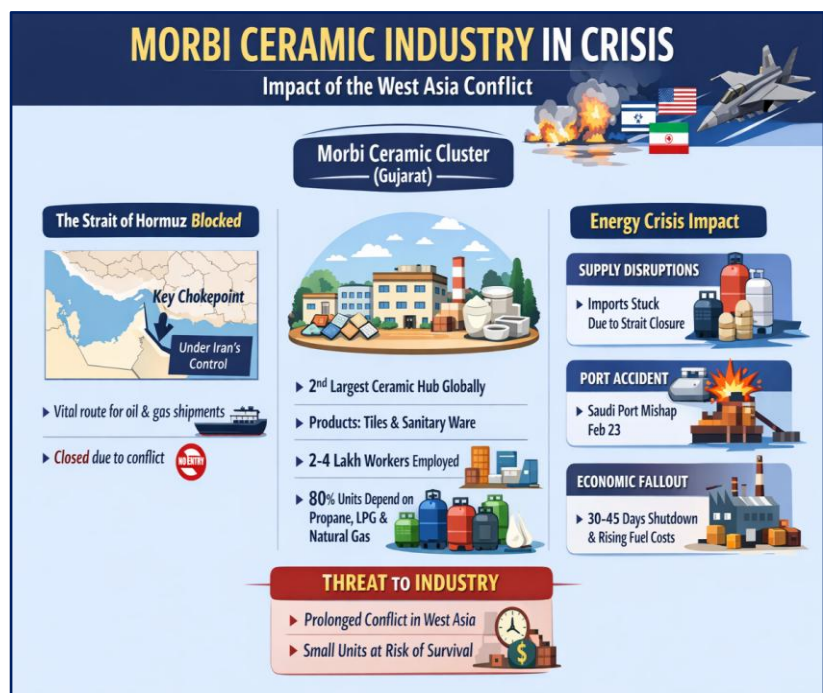 MORBI CERAMIC INDUSTRY IN CRISIS
Impact of the West Asia Conflict
Morbi Ceramic Cluster
(Gujarat)
The Strait of Hormuz Blocked
Key Chokepoint
Under Iran's
Control
▸ Vital route for oil & gas shipments
▸ Closed due to conflict
NO ENTRY
▸ 2nd Largest Ceramic Hub Globally
▸ Products: Tiles & Sanitary Ware
▸ 2-4 Lakh Workers Employed
▸ 80% Units Depend on
Propane, LPG &
Natural Gas
Energy Crisis Impact
SUPPLY DISRUPTIONS
▸ Imports Stuck
Due to Strait Closure
PORT ACCIDENT
▸ Saudi Port Mishap
Feb 23
ECONOMIC FALLOUT
▸ 30-45 Days Shutdown
& Rising Fuel Costs
THREAT TO INDUSTRY
▸ Prolonged Conflict in West Asia
▸ Small Units at Risk of Survival
$